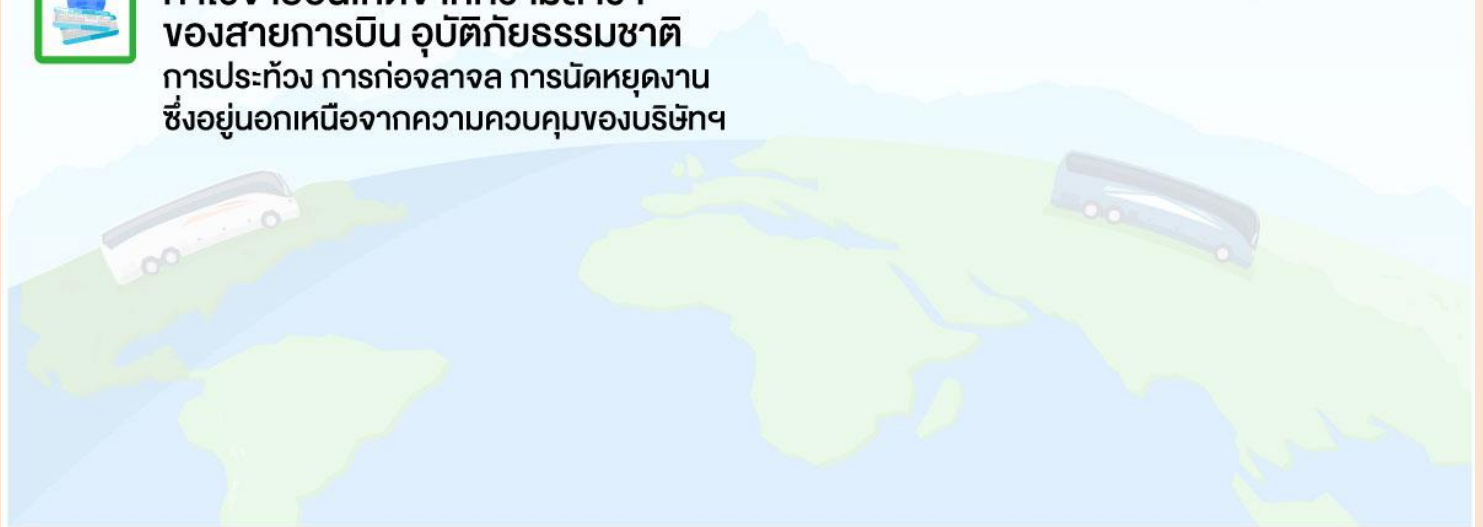 ของสายการบิน อุบัติภัยธรรมชาติ
การประท้วง การก่อจลาจล การนัดหยุดงาน
ซึ่งอยู่นอกเหนือจากความควบคุมของบริษัทฯ